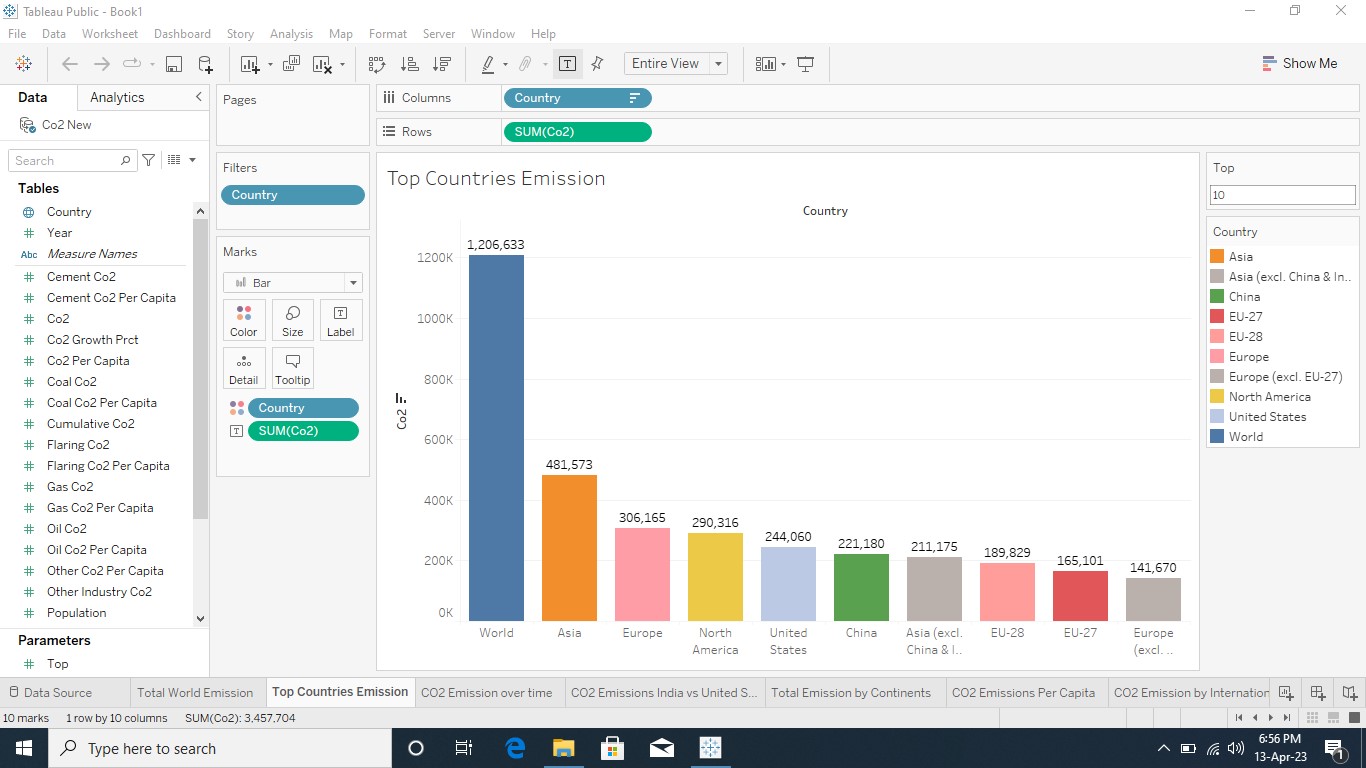 Tableau Public - Book1
File Data Worksheet Dashboard Story Analysis Map Format Server Window Help
Entire View
Show Me
Data Analytics
Co2 New
Search
Tables
Country
Year
Abc Measure Names
Cement Co2
Cement Co2 Per Capita
Co2
Co2 Growth Prct
Co2 Per Capita
Coal Co2
Coal Co2 Per Capita
Cumulative Co2
Flaring Co2
Flaring Co2 Per Capita
Gas Co2
Gas Co2 Per Capita
Oil Co2
Oil Co2 Per Capita
Other Co2 Per Capita
Other Industry Co2
Population
Parameters
Top
Pages
Filters
Country
Marks
Bar
Color Size Label
Detail Tooltip
Country
SUM(Co2)
Columns Country
Rows SUM(Co2)
Top Countries Emission
Country
Co2
1200K
1000K
800K
600K
400K
200K
0K
1,206,633
481,573
306,165
290,316
244,060
221,180
211,175
189,829
165,101
141,670
World
Asia
Europe
North
America
United
States
China
Asia (excl.
China & I..
EU-28
EU-27
Europe
(excl. ..
Top
10
Country
Asia
Asia (excl. China & In..
China
EU-27
EU-28
Europe
Europe (excl. EU-27)
North America
United States
World
Data Source Total World Emission Top Countries Emission CO2 Emission over time CO2 Emissions India vs United S... Total Emission by Continents CO2 Emissions Per Capita CO2 Emission by Internation
10 marks 1 row by 10 columns SUM(Co2): 3,457,704
Type here to search
6:56 PM
13-Apr-23
1